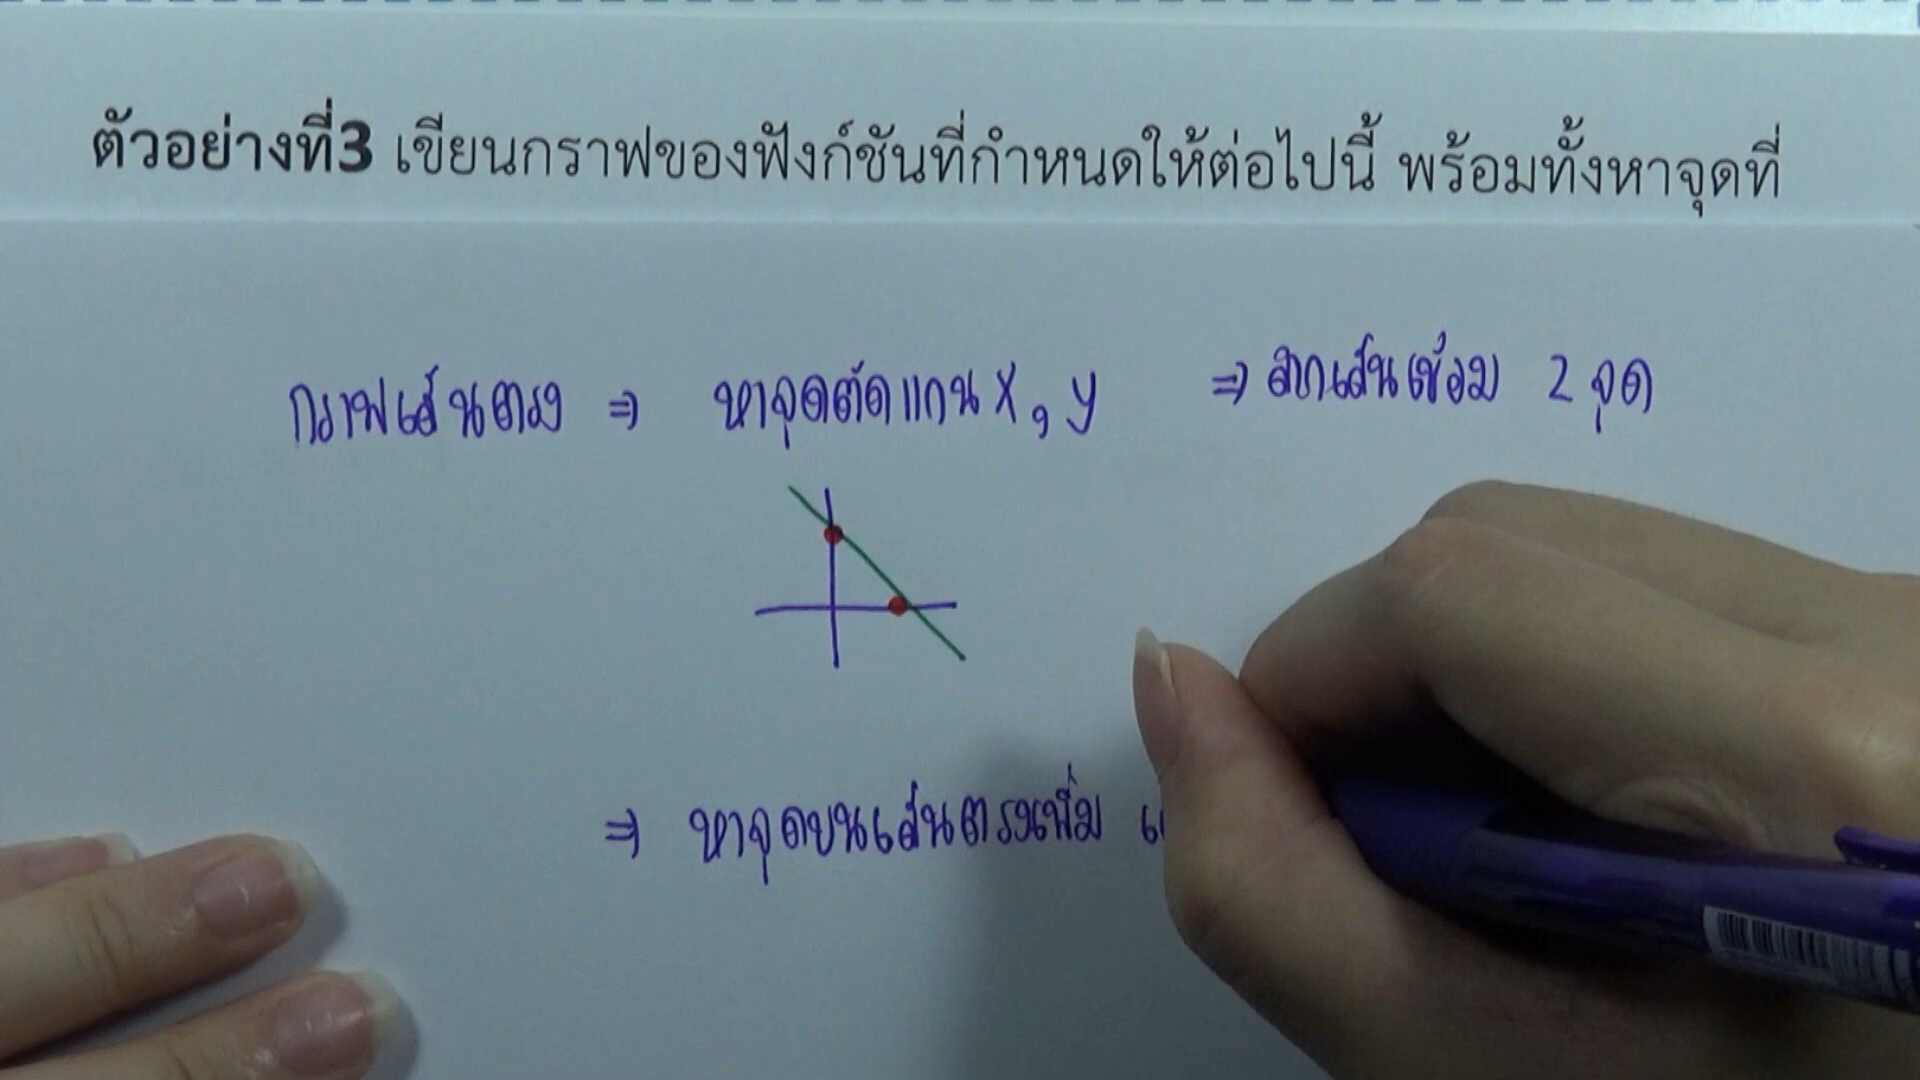 ตัวอย่างที่3 เขียนกราฟของฟังก์ชันที่กำหนดให้ต่อไปนี้ พร้อมทั้งหาจุดที่
กราฟเส้นตรง ⇒ หาจุดตัดแกน X, y ⇒ ลากเส้นเชื่อม 2 จุด
⇒ หาจุดบนเส้นตรงเพิ่ม